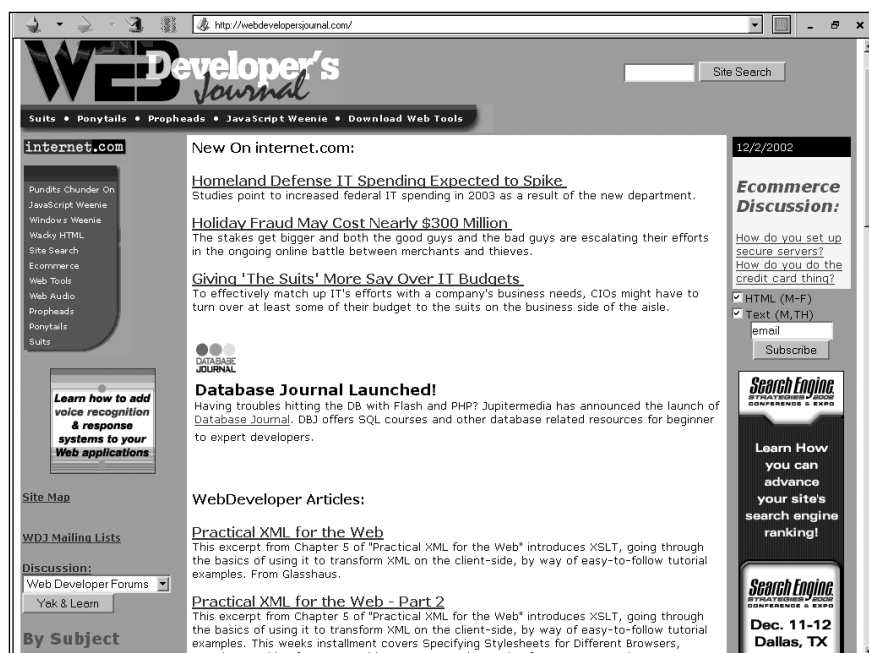 http://webdevelopersjournal.com/
WEB Developer's
Journal
Site Search
Suits • Ponytails • Propheads • JavaScript Weenie • Download Web Tools
internet.com
Pundits Chunder On
JavaScript Weenie
Windows Weenie
Wacky HTML
Site Search
Ecommerce
Web Tools
Web Audio
Propheads
Ponytails
Suits
Learn how to add
voice recognition
& response
systems to your
Web applications
Site Map
WDJ Mailing Lists
Discussion:
Web Developer Forums
Yak & Learn
By Subject
New On internet.com:
Homeland Defense IT Spending Expected to Spike
Studies point to increased federal IT spending in 2003 as a result of the new department.
Holiday Fraud May Cost Nearly $300 Million
The stakes get bigger and both the good guys and the bad guys are escalating their efforts
in the ongoing online battle between merchants and thieves.
Giving 'The Suits' More Say Over IT Budgets
To effectively match up IT's efforts with a company's business needs, CIOs might have to
turn over at least some of their budget to the suits on the business side of the aisle.
DATABASE
JOURNAL
Database Journal Launched!
Having troubles hitting the DB with Flash and PHP? Jupitermedia has announced the launch of
Database Journal. DBJ offers SQL courses and other database related resources for beginner
to expert developers.
WebDeveloper Articles:
Practical XML for the Web
This excerpt from Chapter 5 of "Practical XML for the Web" introduces XSLT, going through
the basics of using it to transform XML on the client-side, by way of easy-to-follow tutorial
examples. From Glasshaus.
Practical XML for the Web - Part 2
This excerpt from Chapter 5 of "Practical XML for the Web" introduces XSLT, going through
the basics of using it to transform XML on the client-side, by way of easy-to-follow tutorial
examples. This weeks installment covers Specifying Stylesheets for Different Browsers,
12/2/2002
Ecommerce
Discussion:
How do you set up
secure servers?
How do you do the
credit card thing?
HTML (M-F)
Text (M,TH)
email
Subscribe
Search Engine
STRATEGIES 2002
CONFERENCE & EXPO
Learn How
you can
advance
your site's
search engine
ranking!
Search Engine
STRATEGIES 2002
CONFERENCE & EXPO
Dec. 11-12
Dallas, TX